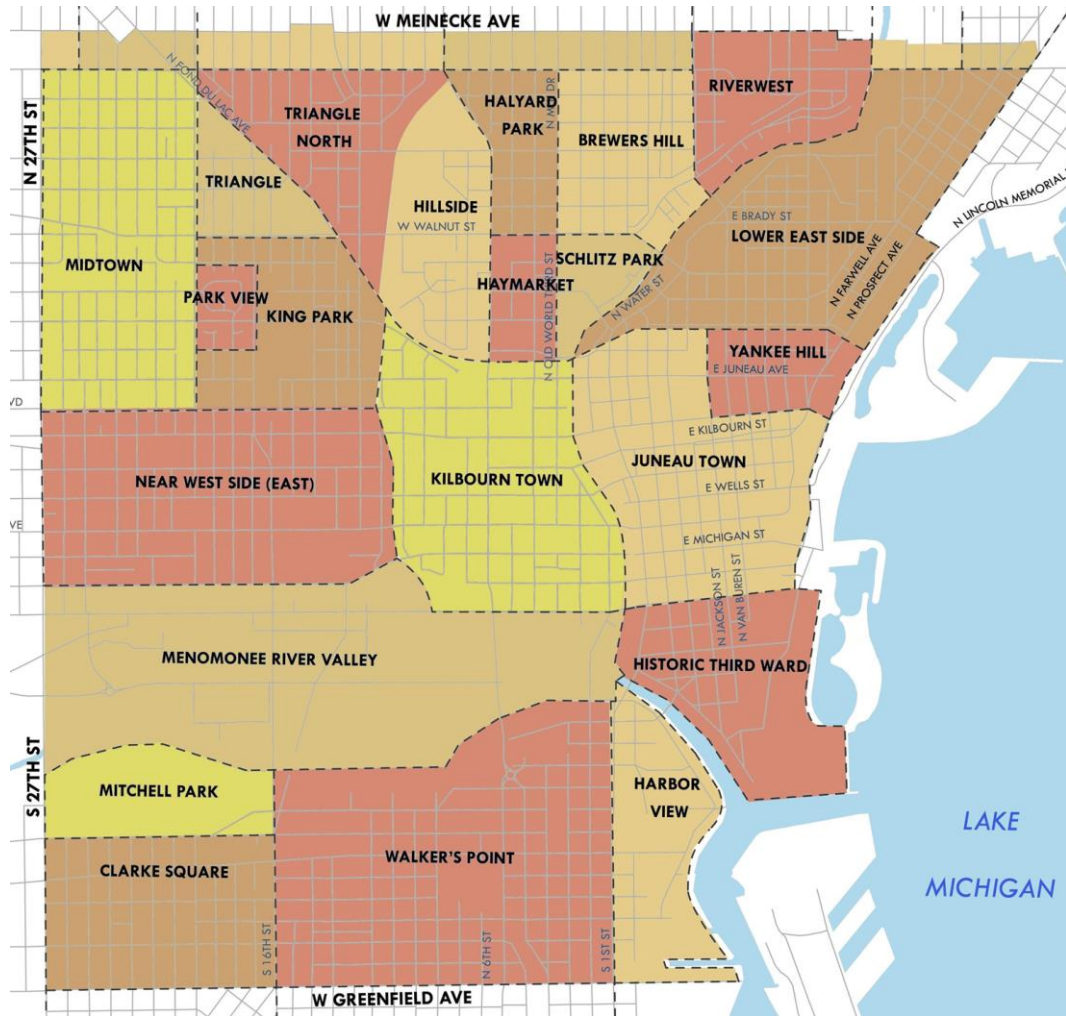 W MEINECKE AVE
N FOND DU LAC AVE
N 27TH ST
TRIANGLE
NORTH
HALYARD
PARK
N MLK DR
RIVERWEST
BREWERS HILL
TRIANGLE
HILLSIDE
W WALNUT ST
N LINCOLN MEMORIAL
E BRADY ST
LOWER EAST SIDE
MIDTOWN
SCHLITZ PARK
HAYMARKET
N OLD WORLD THIRD ST
N WATER ST
N FARWELL AVE
N PROSPECT AVE
PARK VIEW
KING PARK
YANKEE HILL
E JUNEAU AVE
VD
E KILBOURN ST
JUNEAU TOWN
NEAR WEST SIDE (EAST)
KILBOURN TOWN
E WELLS ST
VE
E MICHIGAN ST
N JACKSON ST
N VAN BUREN ST
MENOMONEE RIVER VALLEY
HISTORIC THIRD WARD
S 27TH ST
MITCHELL PARK
HARBOR
VIEW
LAKE
MICHIGAN
CLARKE SQUARE
WALKER'S POINT
S 16TH ST
N 6TH ST
S 1ST ST
W GREENFIELD AVE